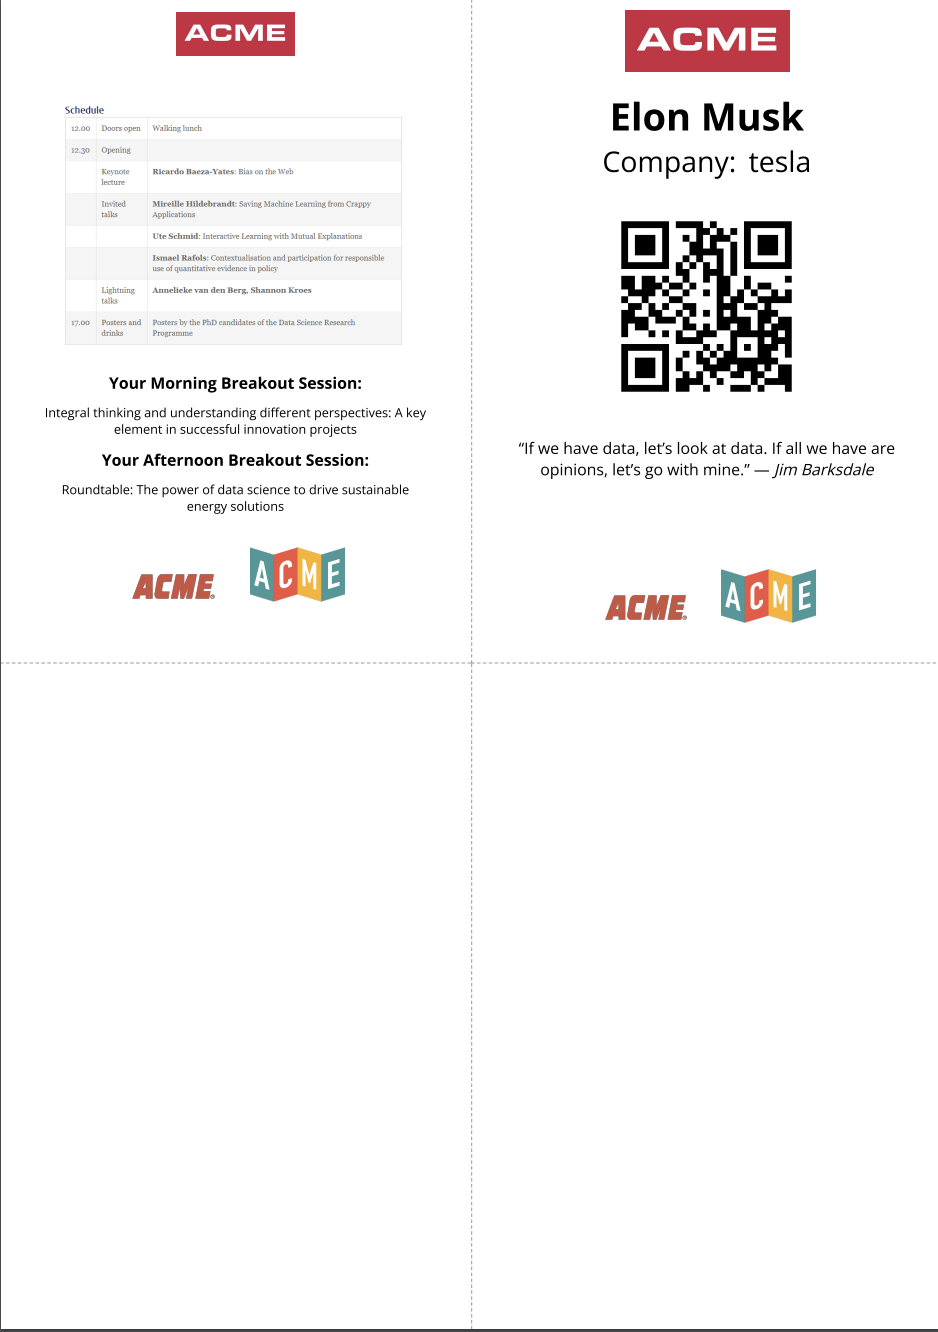 ACME
Schedule
12.00 Doors open Walking lunch
12.30 Opening
Keynote lecture Ricardo Baeza-Yates: Bias on the Web
Invited talks Mireille Hildebrandt: Saving Machine Learning from Crappy
Applications
Ute Schmid: Interactive Learning with Mutual Explanations
Ismael Rafols: Contextualisation and participation for responsible
use of quantitative evidence in policy
Lightning talks Annelieke van den Berg, Shannon Kroes
17.00 Posters and drinks Posters by the PhD candidates of the Data Science Research
Programme
Your Morning Breakout Session:
Integral thinking and understanding different perspectives: A key
element in successful innovation projects
Your Afternoon Breakout Session:
Roundtable: The power of data science to drive sustainable
energy solutions
ACME® ACME
ACME
Elon Musk
Company: tesla
“If we have data, let’s look at data. If all we have are
opinions, let’s go with mine.” — Jim Barksdale
ACME® ACME